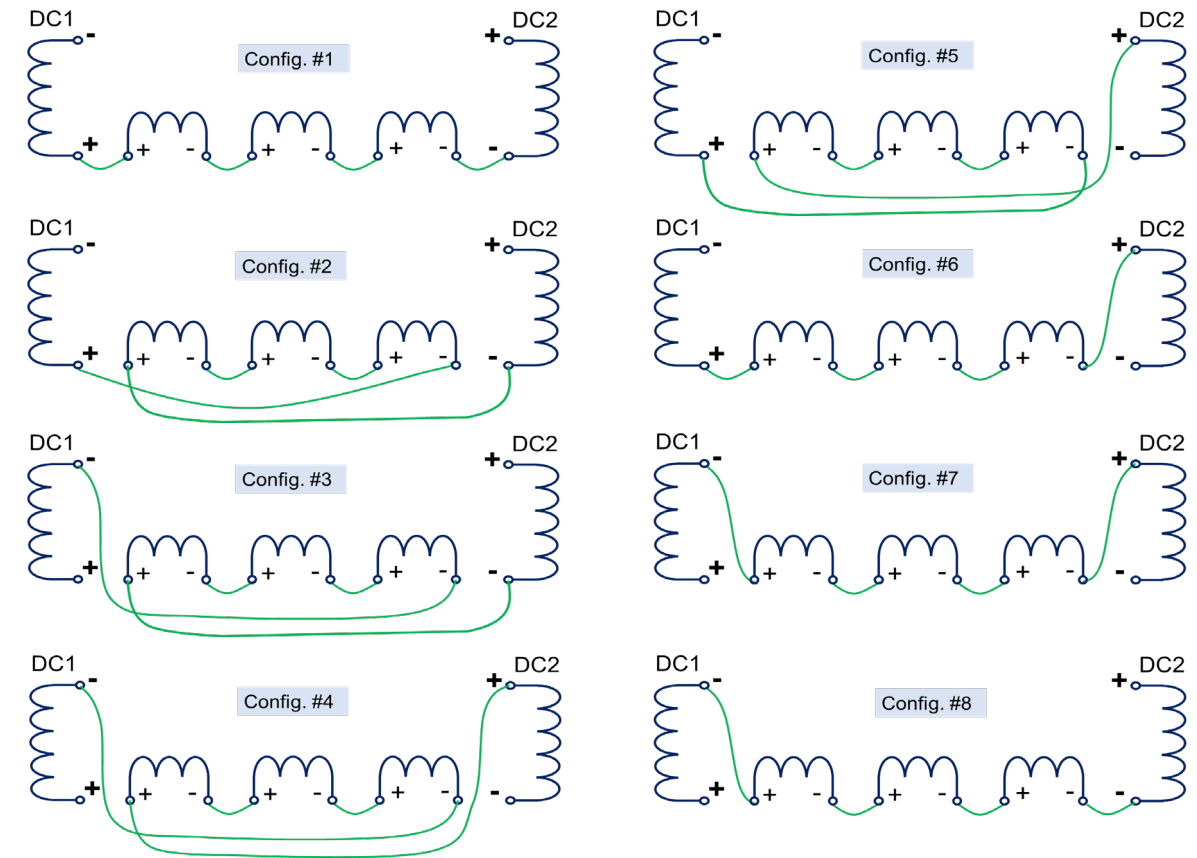 DC1 - + DC2
Config. #1
+ + - + - + - -
DC1 - + DC2
Config. #2
+ + - + - + - -
DC1 - + DC2
Config. #3
+ + - + - + - -
DC1 - + DC2
Config. #4
+ + - + - + - -
DC1 - + DC2
Config. #5
+ + - + - + - -
DC1 - + DC2
Config. #6
+ + - + - + - -
DC1 - + DC2
Config. #7
+ + - + - + - -
DC1 - + DC2
Config. #8
+ + - + - + - -